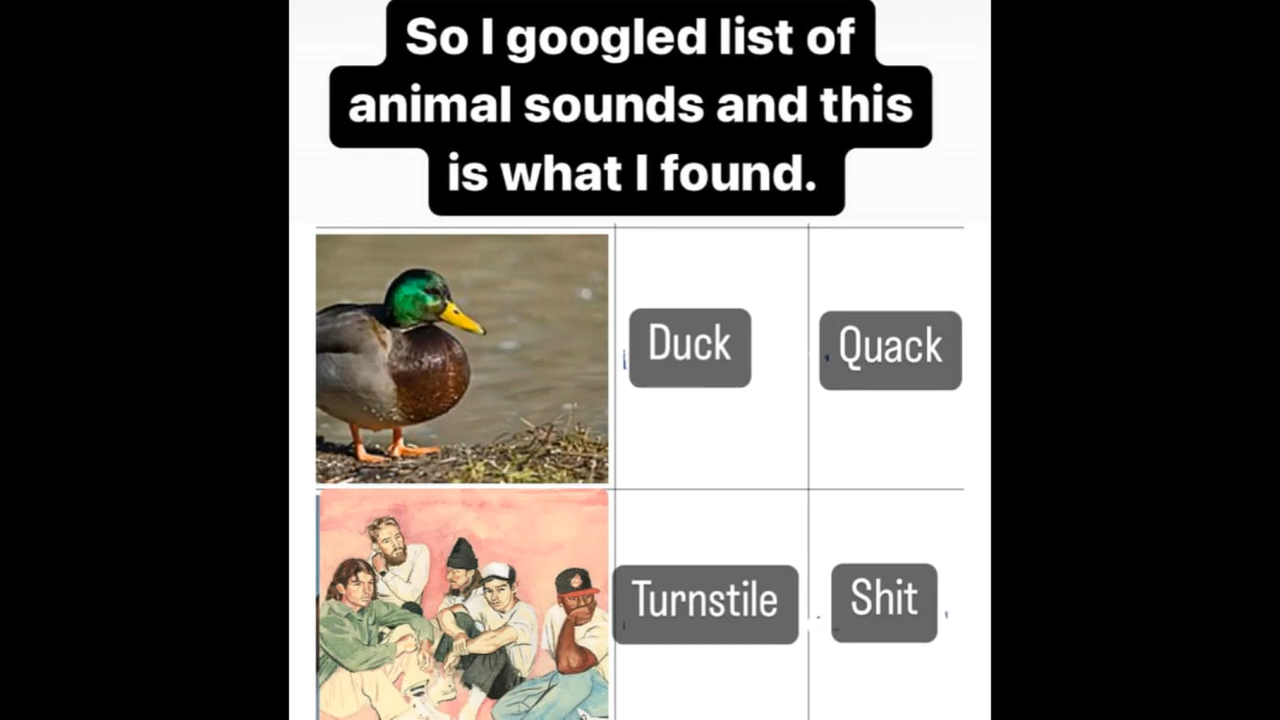 So I googled list of
animal sounds and this
is what I found.
Duck
Quack
Turnstile
Shit